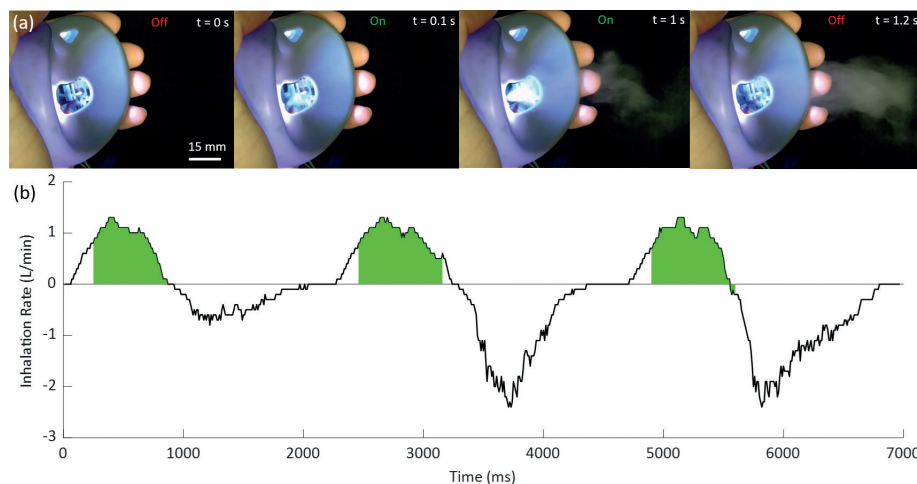 (a)
Off t = 0 s
On t = 0.1 s
On t = 1 s
Off t = 1.2 s
15 mm
(b)
2
1
0
-1
-2
-3
Inhalation Rate (L/min)
0 1000 2000 3000 4000 5000 6000 7000
Time (ms)